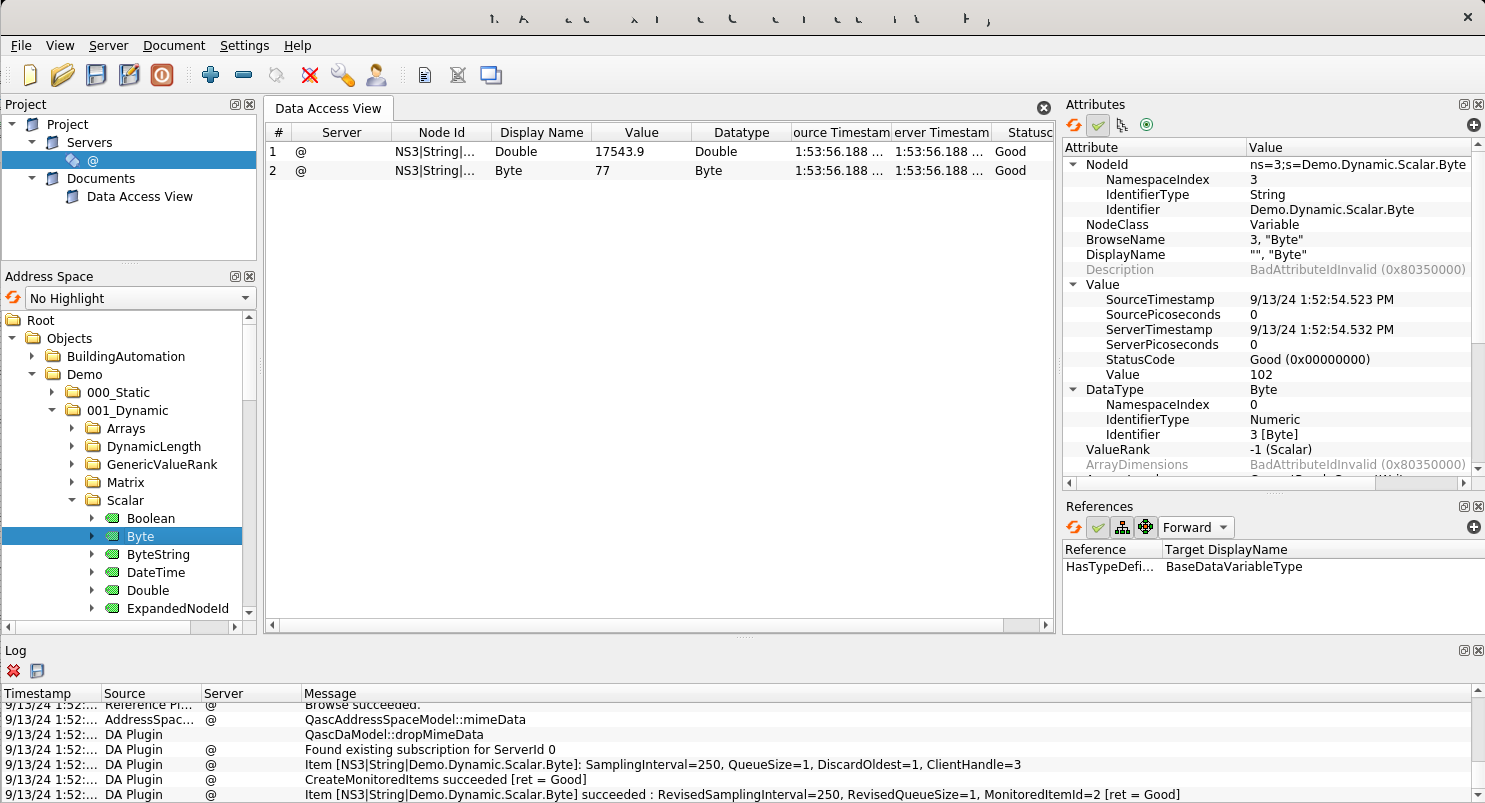 File View Server Document Settings Help
Project
Project
Servers
@
Documents
Data Access View
Address Space
No Highlight
Root
Objects
BuildingAutomation
Demo
000_Static
001_Dynamic
Arrays
DynamicLength
GenericValueRank
Matrix
Scalar
Boolean
Byte
ByteString
DateTime
Double
ExpandedNodeId
Data Access View
# Server Node Id Display Name Value Datatype ource Timestam erver Timestam Statusc
1 @ NS3|String|... Double 17543.9 Double 1:53:56.188 ... 1:53:56.188 ... Good
2 @ NS3|String|... Byte 77 Byte 1:53:56.188 ... 1:53:56.188 ... Good
Attributes
Attribute Value
NodeId ns=3;s=Demo.Dynamic.Scalar.Byte
NamespaceIndex 3
IdentifierType String
Identifier Demo.Dynamic.Scalar.Byte
NodeClass Variable
BrowseName 3, "Byte"
DisplayName "", "Byte"
Description BadAttributeIdInvalid (0x80350000)
Value
SourceTimestamp 9/13/24 1:52:54.523 PM
SourcePicoseconds 0
ServerTimestamp 9/13/24 1:52:54.532 PM
ServerPicoseconds 0
StatusCode Good (0x00000000)
Value 102
DataType Byte
NamespaceIndex 0
IdentifierType Numeric
Identifier 3 [Byte]
ValueRank -1 (Scalar)
ArrayDimensions BadAttributeIdInvalid (0x80350000)
References
Forward
Reference Target DisplayName
HasTypeDefi... BaseDataVariableType
Log
Timestamp Source Server Message
9/13/24 1:52:... Reference Pl... @ Browse succeeded.
9/13/24 1:52:... AddressSpac... @ QascAddressSpaceModel::mimeData
9/13/24 1:52:... DA Plugin QascDaModel::dropMimeData
9/13/24 1:52:... DA Plugin @ Found existing subscription for ServerId 0
9/13/24 1:52:... DA Plugin @ Item [NS3|String|Demo.Dynamic.Scalar.Byte]: SamplingInterval=250, QueueSize=1, DiscardOldest=1, ClientHandle=3
9/13/24 1:52:... DA Plugin @ CreateMonitoredItems succeeded [ret = Good]
9/13/24 1:52:... DA Plugin @ Item [NS3|String|Demo.Dynamic.Scalar.Byte] succeeded : RevisedSamplingInterval=250, RevisedQueueSize=1, MonitoredItemId=2 [ret = Good]